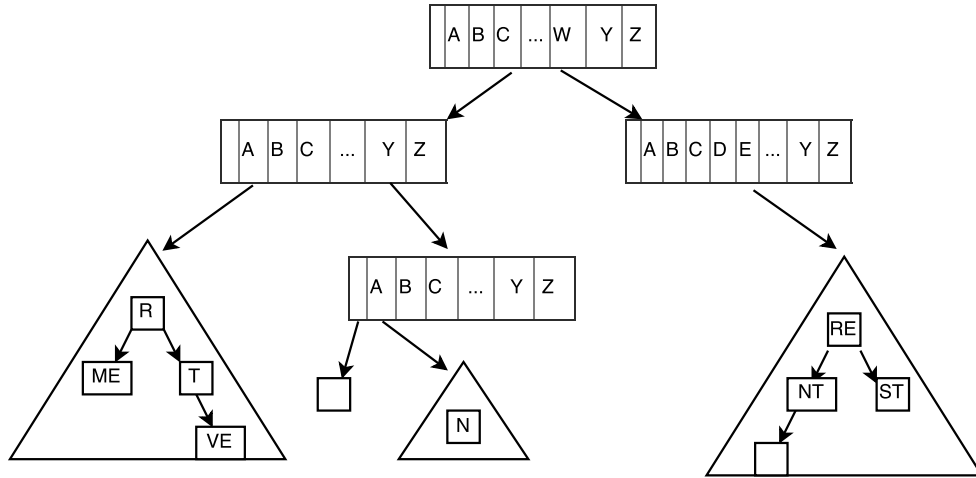 A B C ... W Y Z
A B C ... Y Z
A B C D E ... Y Z
A B C ... Y Z
R
ME T
VE
N
RE
NT ST